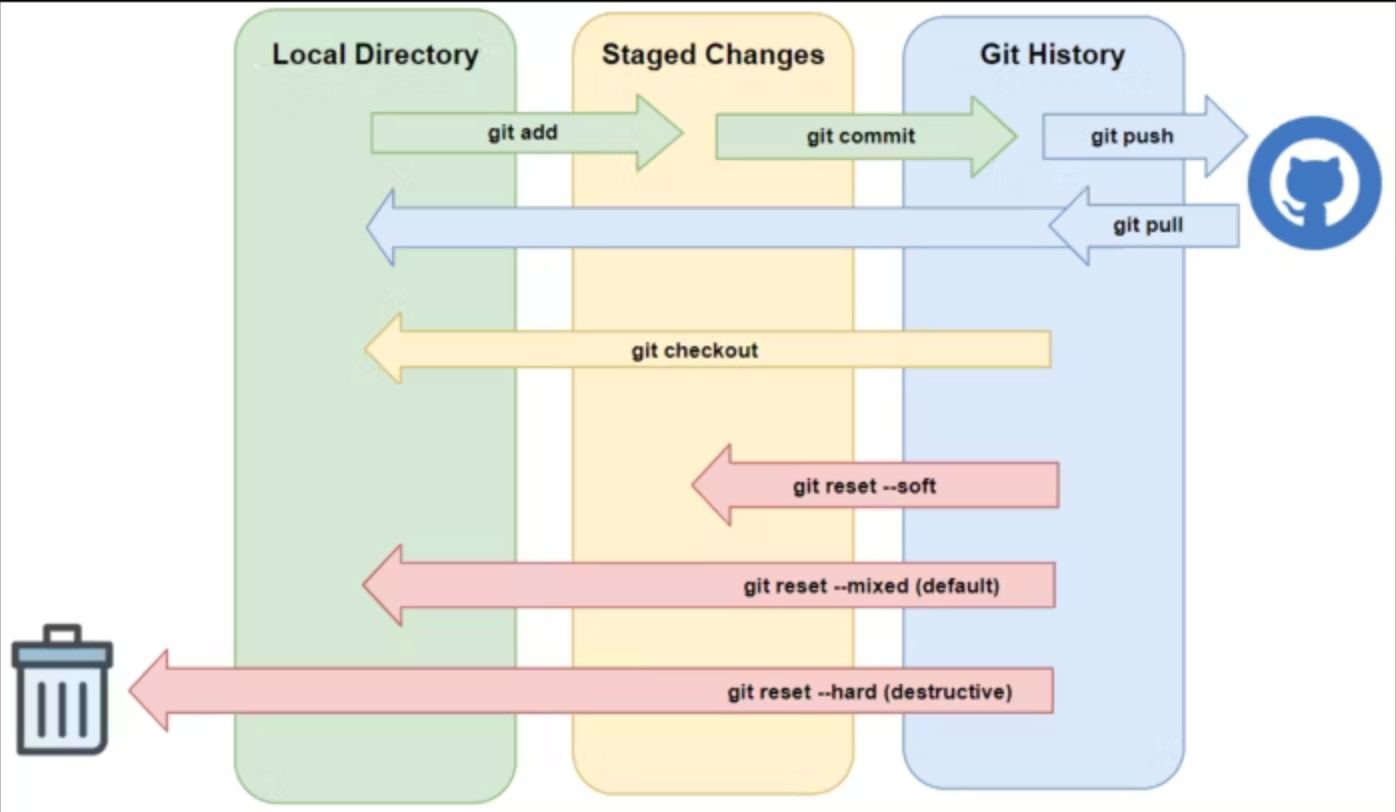 Local Directory
Staged Changes
Git History
git add
git commit
git push
git pull
git checkout
git reset --soft
git reset --mixed (default)
git reset --hard (destructive)